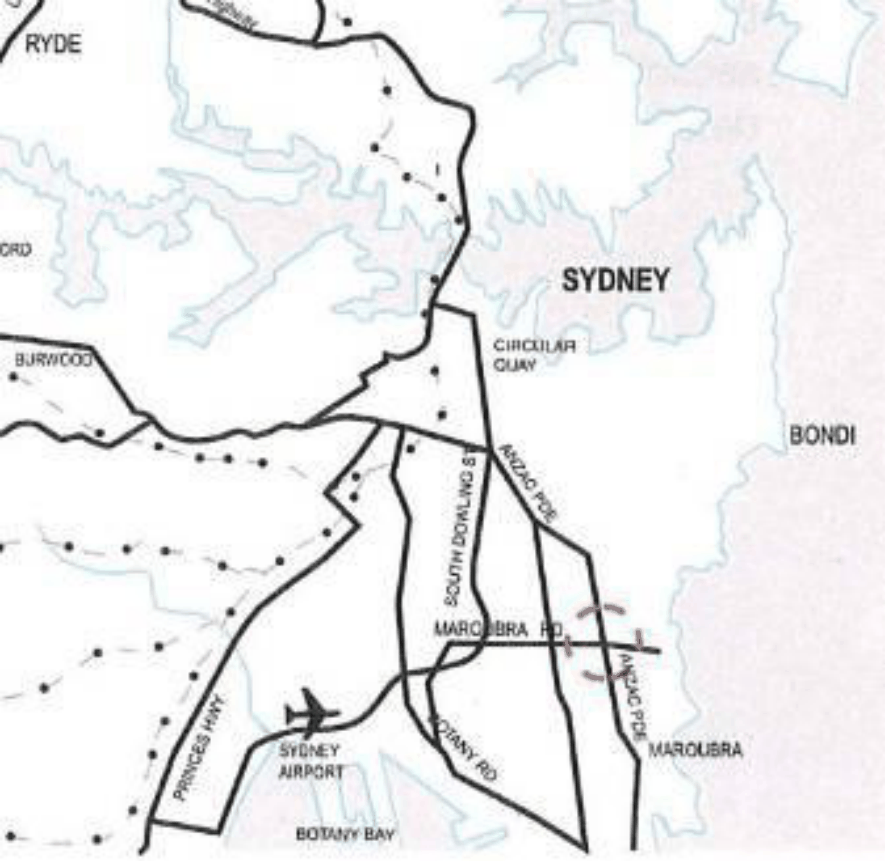 RYDE
ORD
SYDNEY
CIRCULAR
QUAY
BURWOOD
BONDI
ANZAC PDE
SOUTH DOWLING ST
MAROUBRA RD
ANZAC PDE
PRINCES HWY
BOTANY RD
MAROUBRA
SYDNEY
AIRPORT
BOTANY BAY